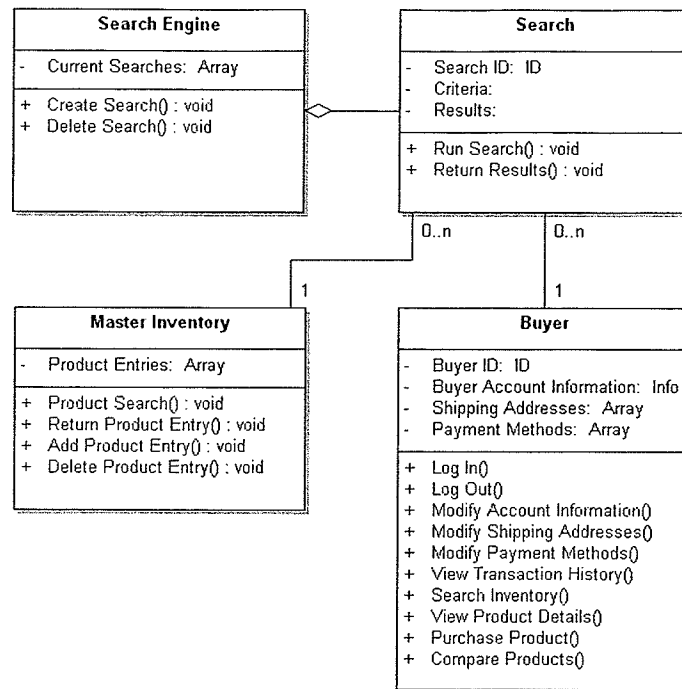 Search Engine
- Current Searches: Array
+ Create Search() : void
+ Delete Search() : void
Search
- Search ID: ID
- Criteria:
- Results:
+ Run Search() : void
+ Return Results() : void
0..n
0..n
1
1
Master Inventory
- Product Entries: Array
+ Product Search() : void
+ Return Product Entry() : void
+ Add Product Entry() : void
+ Delete Product Entry() : void
Buyer
- Buyer ID: ID
- Buyer Account Information: Info
- Shipping Addresses: Array
- Payment Methods: Array
+ Log In()
+ Log Out()
+ Modify Account Information()
+ Modify Shipping Addresses()
+ Modify Payment Methods()
+ View Transaction History()
+ Search Inventory()
+ View Product Details()
+ Purchase Product()
+ Compare Products()